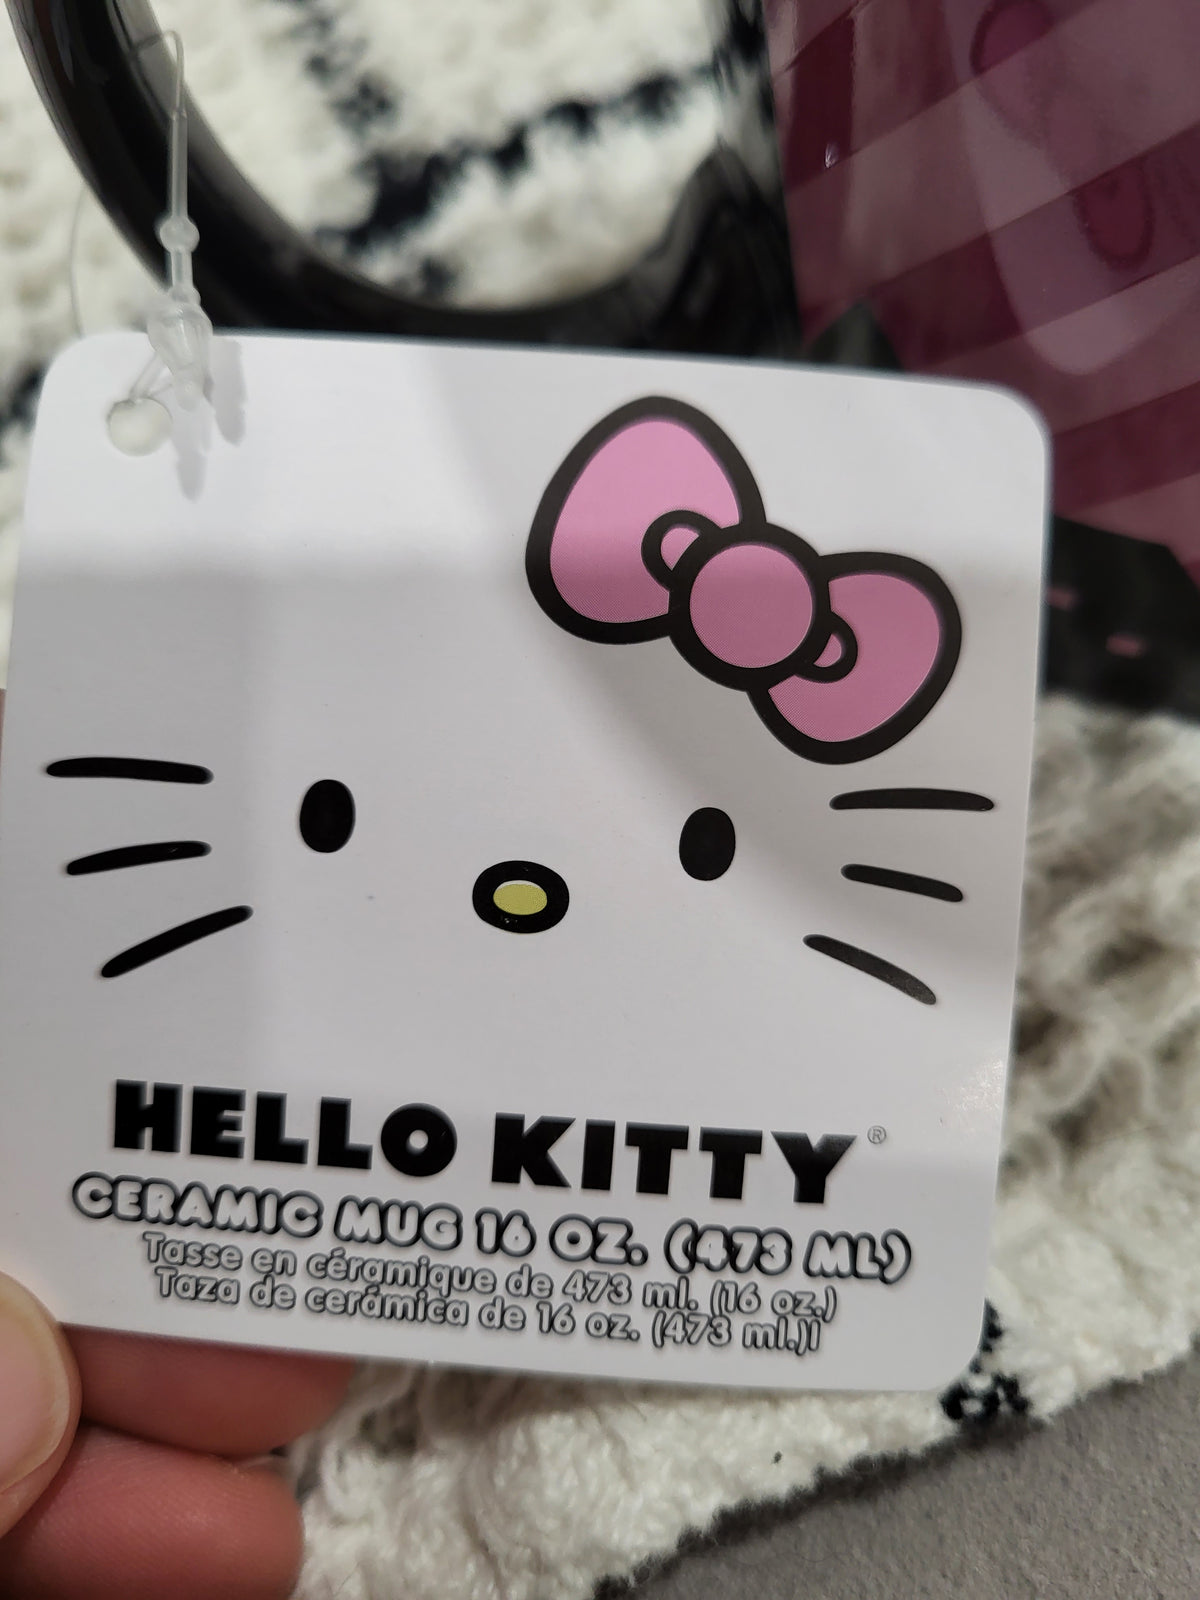 HELLO KITTY®
CERAMIC MUG 16 OZ. (473 ML)
Tasse en céramique de 473 ml. (16 oz.)
Taza de cerámica de 16 oz. (473 ml.)l